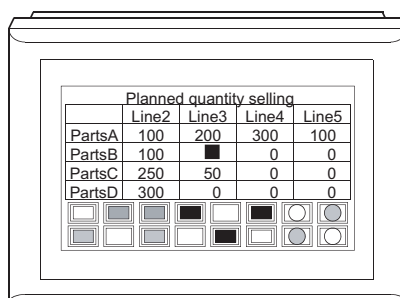 Planned quantity selling
Line2 Line3 Line4 Line5
PartsA 100 200 300 100
PartsB 100 0 0
PartsC 250 50 0 0
PartsD 300 0 0 0